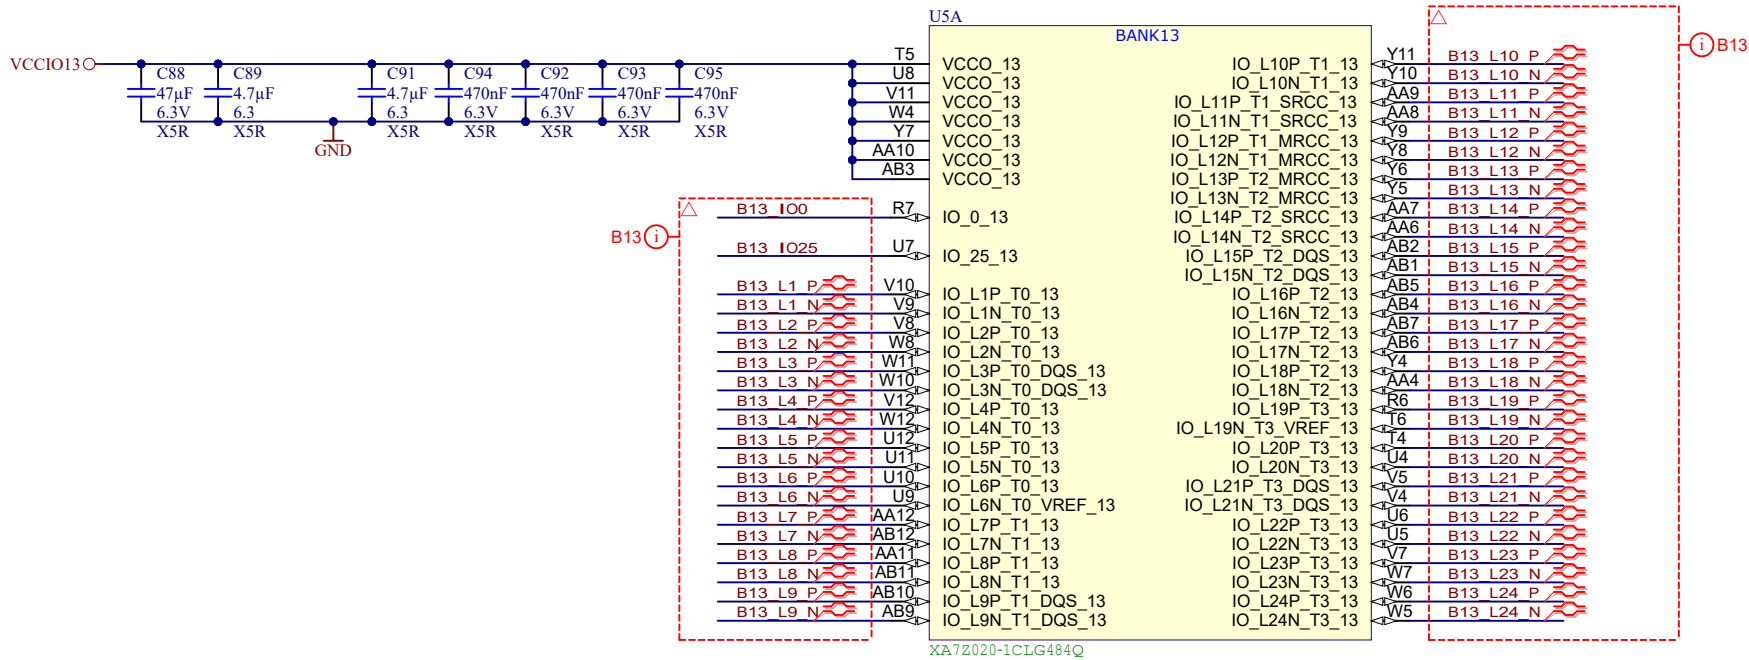 U5A
BANK13
VCCIO13
C88
47µF
6.3V
X5R
C89
4.7µF
6.3
X5R
C91
4.7µF
6.3
X5R
C94
470nF
6.3V
X5R
C92
470nF
6.3V
X5R
C93
470nF
6.3V
X5R
C95
470nF
6.3V
X5R
GND
T5 VCCO_13
U8 VCCO_13
V11 VCCO_13
W4 VCCO_13
Y7 VCCO_13
AA10 VCCO_13
AB3 VCCO_13
B13 i
B13_IO0 R7 IO_0_13
B13_IO25 U7 IO_25_13
B13_L1_P V10 IO_L1P_T0_13
B13_L1_N V9 IO_L1N_T0_13
B13_L2_P V8 IO_L2P_T0_13
B13_L2_N W8 IO_L2N_T0_13
B13_L3_P W11 IO_L3P_T0_DQS_13
B13_L3_N W10 IO_L3N_T0_DQS_13
B13_L4_P V12 IO_L4P_T0_13
B13_L4_N W12 IO_L4N_T0_13
B13_L5_P U12 IO_L5P_T0_13
B13_L5_N U11 IO_L5N_T0_13
B13_L6_P U10 IO_L6P_T0_13
B13_L6_N U9 IO_L6N_T0_VREF_13
B13_L7_P AA12 IO_L7P_T1_13
B13_L7_N AB12 IO_L7N_T1_13
B13_L8_P AA11 IO_L8P_T1_13
B13_L8_N AB11 IO_L8N_T1_13
B13_L9_P AB10 IO_L9P_T1_DQS_13
B13_L9_N AB9 IO_L9N_T1_DQS_13
IO_L10P_T1_13 Y11 B13_L10_P
IO_L10N_T1_13 Y10 B13_L10_N
IO_L11P_T1_SRCC_13 AA9 B13_L11_P
IO_L11N_T1_SRCC_13 AA8 B13_L11_N
IO_L12P_T1_MRCC_13 Y9 B13_L12_P
IO_L12N_T1_MRCC_13 Y8 B13_L12_N
IO_L13P_T2_MRCC_13 Y6 B13_L13_P
IO_L13N_T2_MRCC_13 Y5 B13_L13_N
IO_L14P_T2_SRCC_13 AA7 B13_L14_P
IO_L14N_T2_SRCC_13 AA6 B13_L14_N
IO_L15P_T2_DQS_13 AB2 B13_L15_P
IO_L15N_T2_DQS_13 AB1 B13_L15_N
IO_L16P_T2_13 AB5 B13_L16_P
IO_L16N_T2_13 AB4 B13_L16_N
IO_L17P_T2_13 AB7 B13_L17_P
IO_L17N_T2_13 AB6 B13_L17_N
IO_L18P_T2_13 Y4 B13_L18_P
IO_L18N_T2_13 AA4 B13_L18_N
IO_L19P_T3_13 R6 B13_L19_P
IO_L19N_T3_VREF_13 T6 B13_L19_N
IO_L20P_T3_13 T4 B13_L20_P
IO_L20N_T3_13 U4 B13_L20_N
IO_L21P_T3_DQS_13 V5 B13_L21_P
IO_L21N_T3_DQS_13 V4 B13_L21_N
IO_L22P_T3_13 U6 B13_L22_P
IO_L22N_T3_13 U5 B13_L22_N
IO_L23P_T3_13 V7 B13_L23_P
IO_L23N_T3_13 W7 B13_L23_N
IO_L24P_T3_13 W6 B13_L24_P
IO_L24N_T3_13 W5 B13_L24_N
i B13
XA7Z020-1CLG484Q